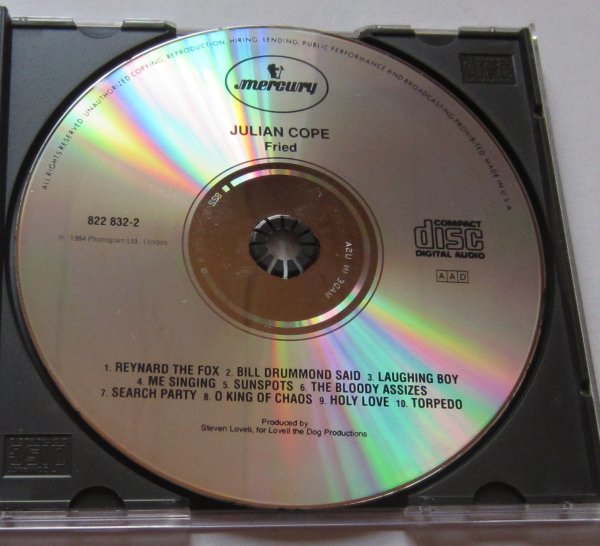 ALL RIGHTS RESERVED. UNAUTHORIZED COPYING, REPRODUCTION, HIRING, LENDING, PUBLIC PERFORMANCE AND BROADCASTING PROHIBITED. MADE IN U.S.A.
mercury
JULIAN COPE
Fried
822 832-2
℗ 1984 Phonogram Ltd., London
COMPACT
disc
DIGITAL AUDIO
AAD
MADE IN USA
1. REYNARD THE FOX 2. BILL DRUMMOND SAID 3. LAUGHING BOY
4. ME SINGING 5. SUNSPOTS 6. THE BLOODY ASSIZES
7. SEARCH PARTY 8. O KING OF CHAOS 9. HOLY LOVE 10. TORPEDO
Produced by
Steven Lovell, for Lovell the Dog Productions